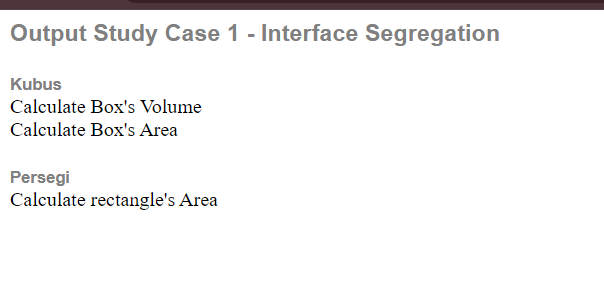 Output Study Case 1 - Interface Segregation
Kubus
Calculate Box's Volume
Calculate Box's Area
Persegi
Calculate rectangle's Area